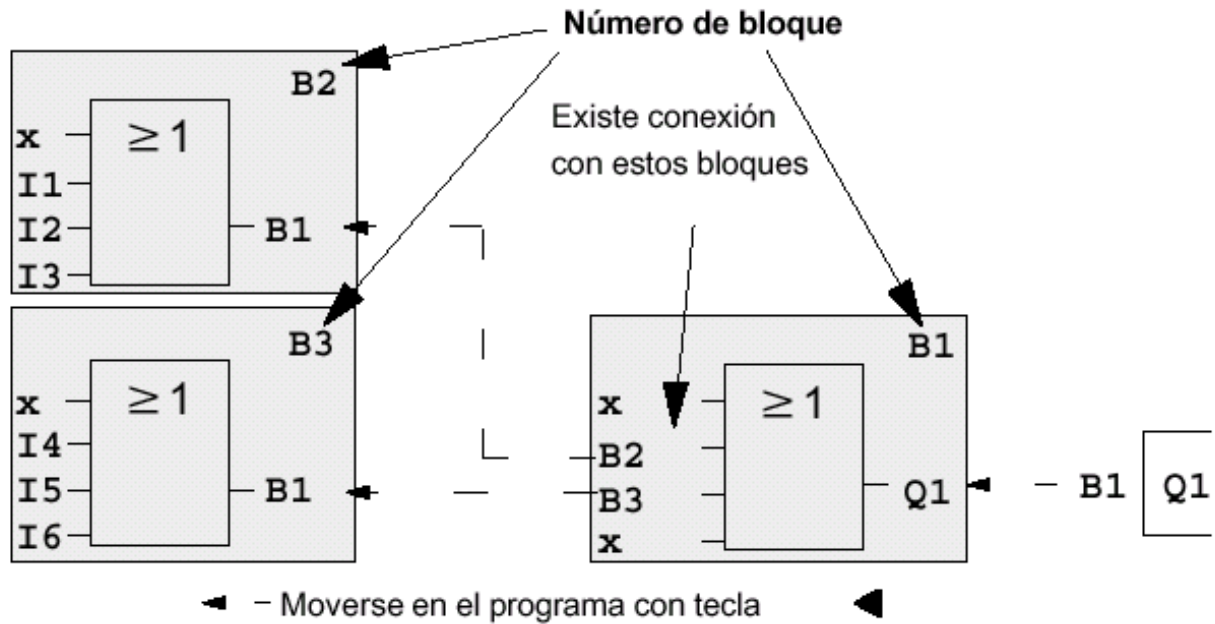 Número de bloque
B2
x
≥ 1
I1
I2
B1
I3
Existe conexión
con estos bloques
B3
x
≥ 1
I4
I5
B1
I6
B1
x
≥ 1
B2
B3
Q1
x
B1
Q1
Moverse en el programa con tecla